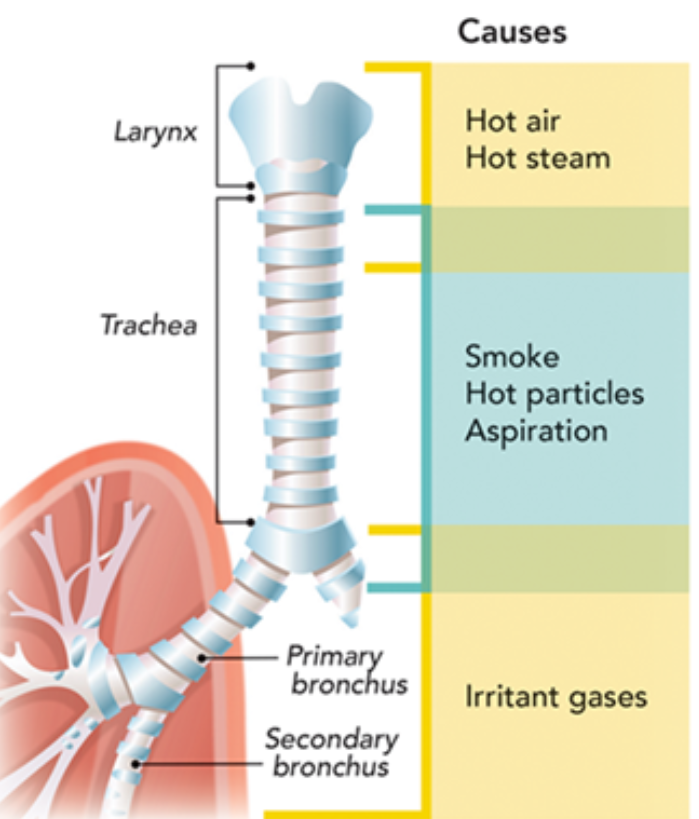 Causes
Larynx
Hot air
Hot steam
Trachea
Smoke
Hot particles
Aspiration
Primary
bronchus
Irritant gases
Secondary
bronchus